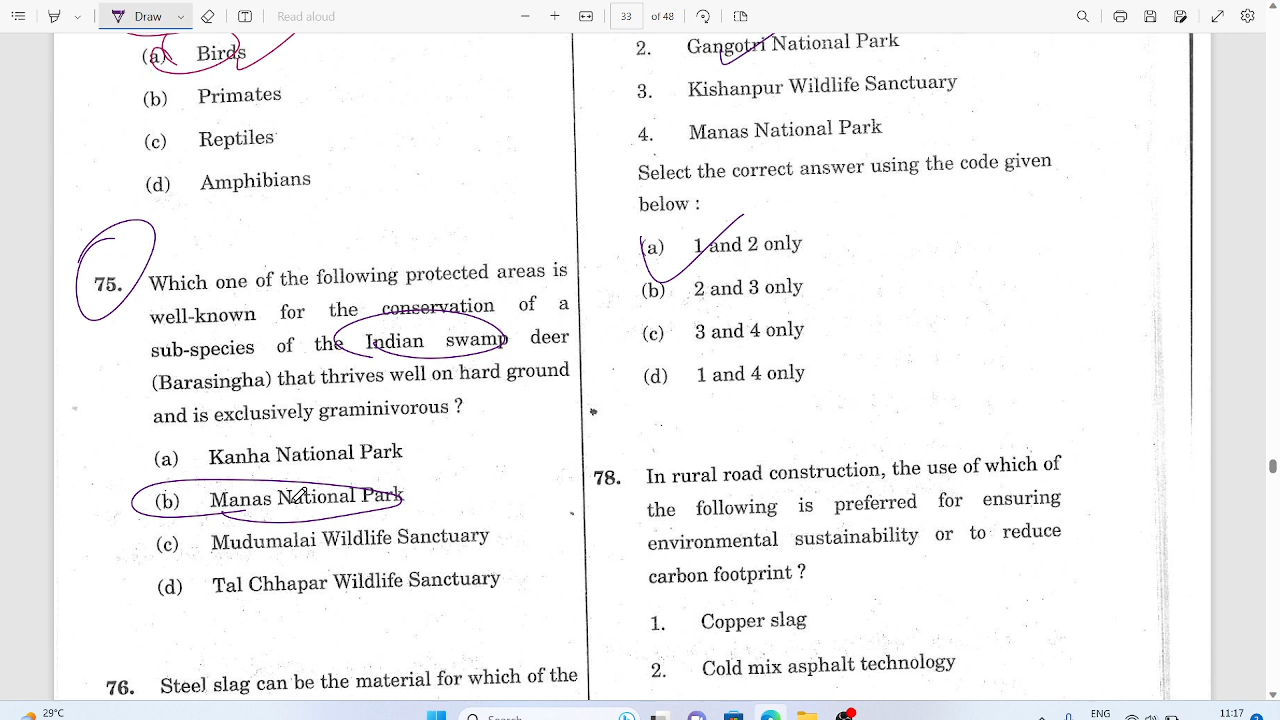 Draw
Read aloud
33
of 48
(a) Birds
(b) Primates
(c) Reptiles
(d) Amphibians
75. Which one of the following protected areas is
well-known for the conservation of a
sub-species of the Indian swamp deer
(Barasingha) that thrives well on hard ground
and is exclusively graminivorous ?
(a) Kanha National Park
(b) Manas National Park
(c) Mudumalai Wildlife Sanctuary
(d) Tal Chhapar Wildlife Sanctuary
76. Steel slag can be the material for which of the
2. Gangotri National Park
3. Kishanpur Wildlife Sanctuary
4. Manas National Park
Select the correct answer using the code given
below :
(a) 1 and 2 only
(b) 2 and 3 only
(c) 3 and 4 only
(d) 1 and 4 only
78. In rural road construction, the use of which of
the following is preferred for ensuring
environmental sustainability or to reduce
carbon footprint ?
1. Copper slag
2. Cold mix asphalt technology
29°C
Search
ENG
11:17